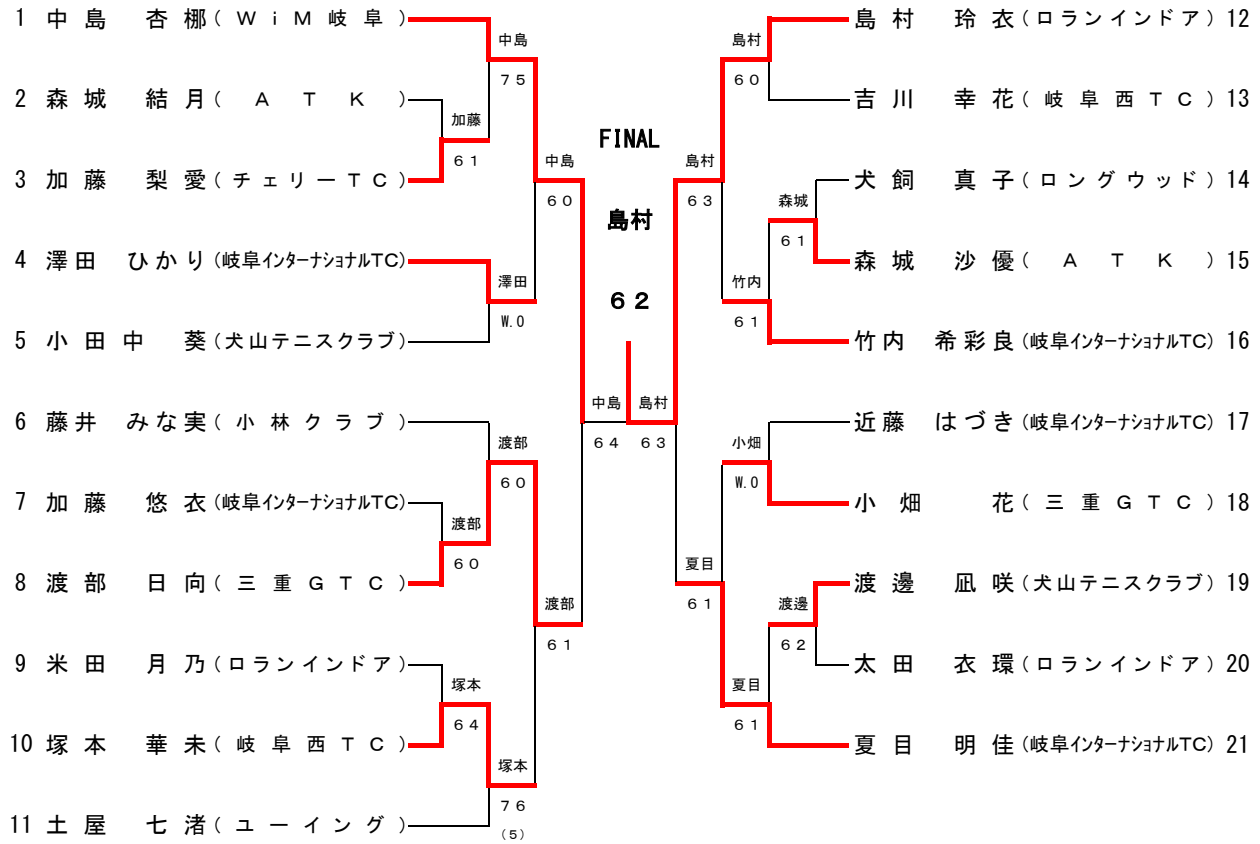 1 中島 杏梛(WiM岐阜)
2 森城 結月(ATK)
3 加藤 梨愛(チェリーTC)
4 澤田 ひかり(岐阜インターナショナルTC)
5 小田中 葵(犬山テニスクラブ)
6 藤井 みな実(小林クラブ)
7 加藤 悠衣(岐阜インターナショナルTC)
8 渡部 日向(三重GTC)
9 米田 月乃(ロランインドア)
10 塚本 華未(岐阜西TC)
11 土屋 七渚(ユーイング)
中島
75
加藤
61
中島
60
澤田
W.0
渡部
60
渡部
60
渡部
61
塚本
64
塚本
76
(5)
中島
64
FINAL
島村
62
島村
63
島村
60
島村
63
森城
61
竹内
61
小畑
W.0
夏目
61
渡邊
62
夏目
61
島村 玲衣(ロランインドア) 12
吉川 幸花(岐阜西TC) 13
犬飼 真子(ロングウッド) 14
森城 沙優(ATK) 15
竹内 希彩良(岐阜インターナショナルTC) 16
近藤 はづき(岐阜インターナショナルTC) 17
小畑 花(三重GTC) 18
渡邊 凪咲(犬山テニスクラブ) 19
太田 衣環(ロランインドア) 20
夏目 明佳(岐阜インターナショナルTC) 21